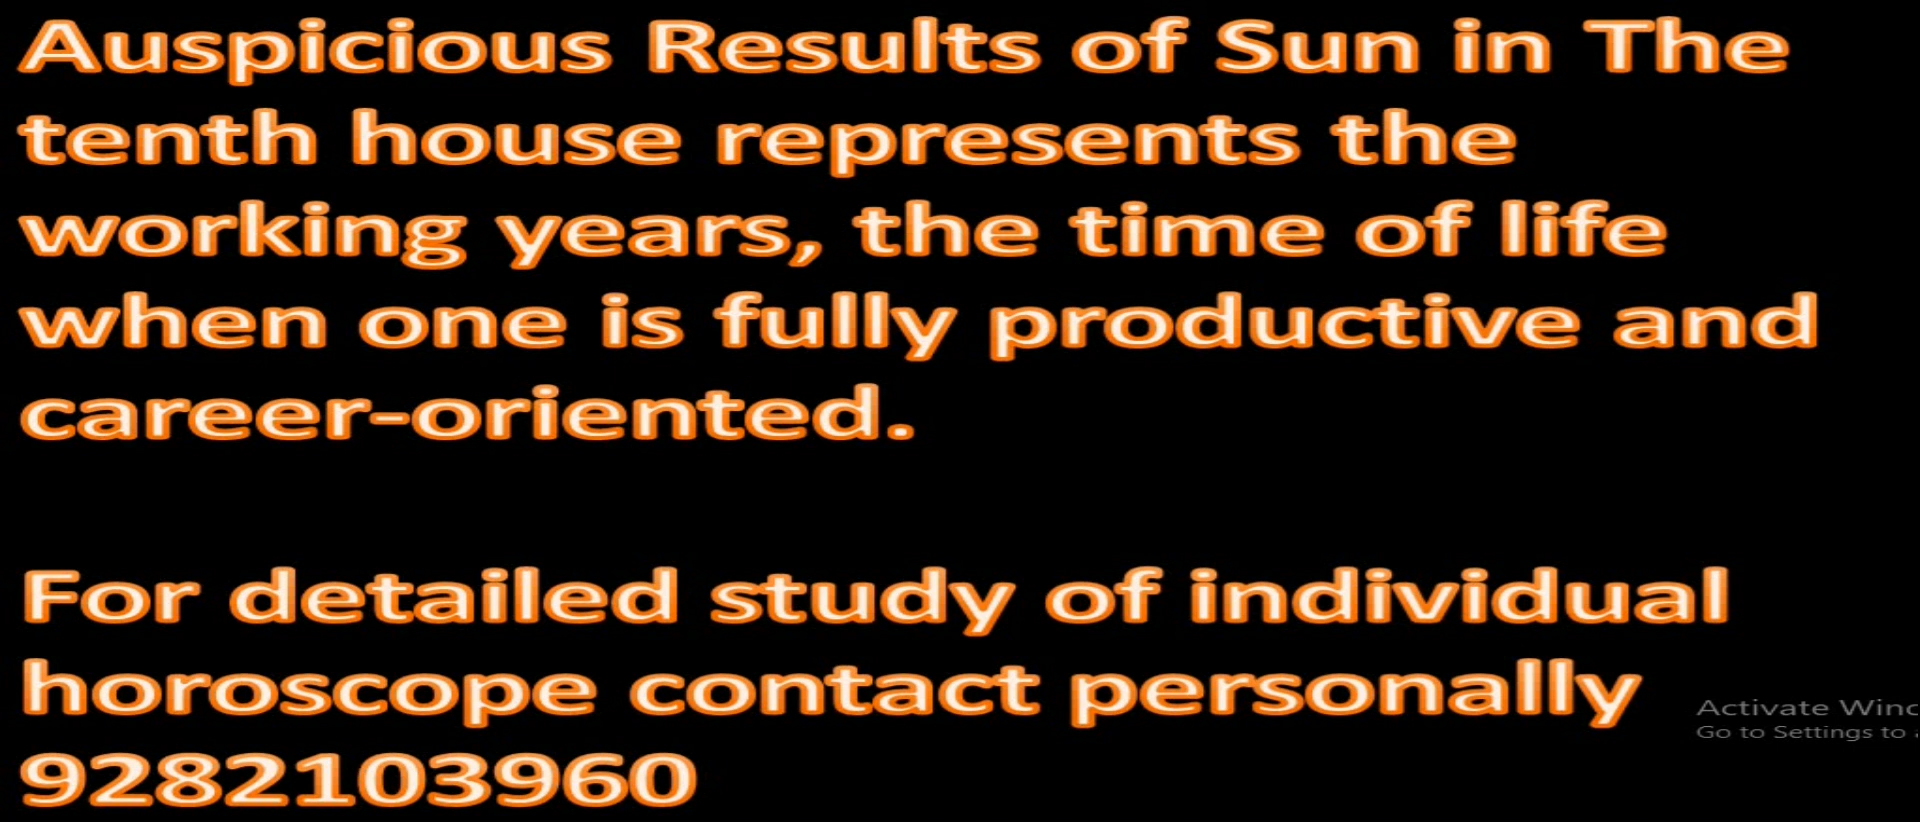 Auspicious Results of Sun in The
tenth house represents the
working years, the time of life
when one is fully productive and
career-oriented.
For detailed study of individual
horoscope contact personally
9282103960
Activate
Go to Settings to